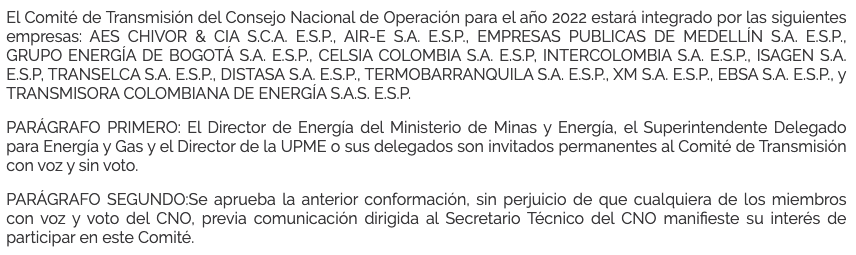 El Comité de Transmisión del Consejo Nacional de Operación para el año 2022 estará integrado por las siguientes
empresas: AES CHIVOR & CIA S.C.A. E.S.P., AIR-E S.A. E.S.P., EMPRESAS PUBLICAS DE MEDELLÍN S.A. E.S.P.,
GRUPO ENERGÍA DE BOGOTÁ S.A. E.S.P., CELSIA COLOMBIA S.A. E.S.P, INTERCOLOMBIA S.A. E.S.P., ISAGEN S.A.
E.S.P, TRANSELCA S.A. E.S.P., DISTASA S.A. E.S.P., TERMOBARRANQUILA S.A. E.S.P., XM S.A. E.S.P., EBSA S.A. E.S.P., y
TRANSMISORA COLOMBIANA DE ENERGÍA S.A.S. E.S.P.
PARÁGRAFO PRIMERO: El Director de Energía del Ministerio de Minas y Energía, el Superintendente Delegado
para Energía y Gas y el Director de la UPME o sus delegados son invitados permanentes al Comité de Transmisión
con voz y sin voto.
PARÁGRAFO SEGUNDO:Se aprueba la anterior conformación, sin perjuicio de que cualquiera de los miembros
con voz y voto del CNO, previa comunicación dirigida al Secretario Técnico del CNO manifieste su interés de
participar en este Comité.